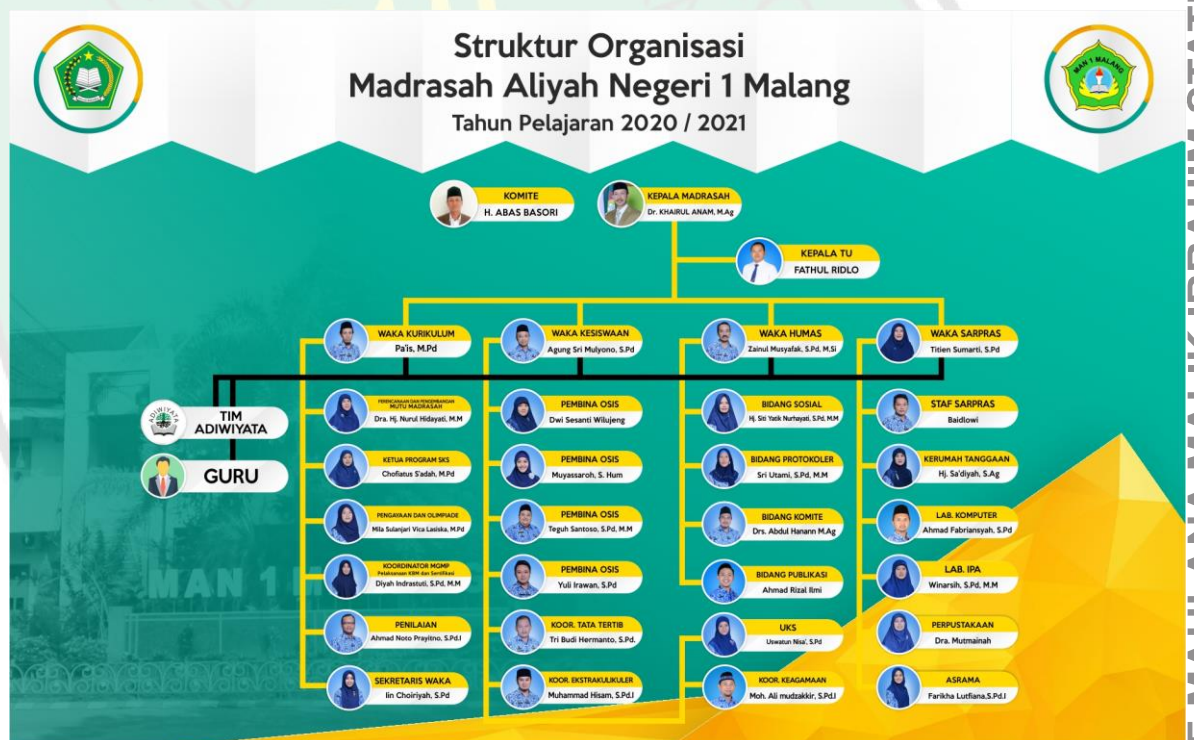 Struktur Organisasi
Madrasah Aliyah Negeri 1 Malang
Tahun Pelajaran 2020 / 2021
MAN 1 MALANG
KOMITE
H. ABAS BASORI
KEPALA MADRASAH
Dr. KHAIRUL ANAM, M.Ag
KEPALA TU
FATHUL RIDLO
WAKA KURIKULUM
Pa'is, M.Pd
WAKA KESISWAAN
Agung Sri Mulyono, S.Pd
WAKA HUMAS
Zainul Musyafak, S.Pd, M.Si
WAKA SARPRAS
Titien Sumarti, S.Pd
ADIWIYATA
TIM
ADIWIYATA
GURU
PERENCANAAN DAN PENGEMBANGAN
MUTU MADRASAH
Dra. Hj. Nurul Hidayati, M.M
KETUA PROGRAM SKS
Chofiatus S'adah, M.Pd
PENGAYAAN DAN OLIMPIADE
Mila Sulanjari Vica Lasiska, M.Pd
KOORDINATOR MGMP
Pelaksanaan KBM dan Sertifikasi
Diyah Indrastuti, S.Pd, M.M
PENILAIAN
Ahmad Noto Prayitno, S.Pd.I
SEKRETARIS WAKA
Iin Choiriyah, S.Pd
PEMBINA OSIS
Dwi Sesanti Wilujeng
PEMBINA OSIS
Muyassaroh, S. Hum
PEMBINA OSIS
Teguh Santoso, S.Pd, M.M
PEMBINA OSIS
Yuli Irawan, S.Pd
KOOR. TATA TERTIB
Tri Budi Hermanto, S.Pd.
KOOR. EKSTRAKULIKULER
Muhammad Hisam, S.Pd.I
BIDANG SOSIAL
Hj. Siti Yatik Nurhayati, S.Pd, M.M
BIDANG PROTOKOLER
Sri Utami, S.Pd, M.M
BIDANG KOMITE
Drs. Abdul Hanann M.Ag
BIDANG PUBLIKASI
Ahmad Rizal Ilmi
UKS
Uswatun Nisa', S.Pd
KOOR. KEAGAMAAN
Moh. Ali mudzakkir, S.Pd.I
STAF SARPRAS
Baidlowi
KERUMAH TANGGAAN
Hj. Sa'diyah, S.Ag
LAB. KOMPUTER
Ahmad Fabriansyah, S.Pd
LAB. IPA
Winarsih, S.Pd, M.M
PERPUSTAKAAN
Dra. Mutmainah
ASRAMA
Farikha Lutfiana,S.Pd.I
MAN 1 M